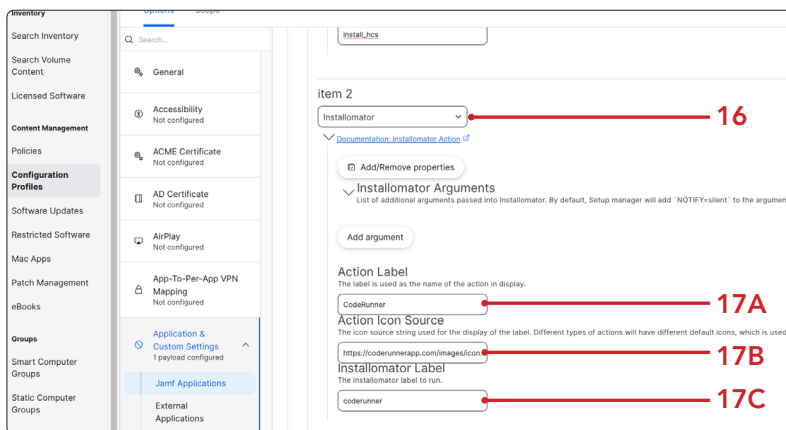 Inventory
Search Inventory
Search Volume
Content
Licensed Software
Content Management
Policies
Configuration
Profiles
Software Updates
Restricted Software
Mac Apps
Patch Management
eBooks
Groups
Smart Computer
Groups
Static Computer
Groups
Options Scope
Search...
General
Accessibility
Not configured
ACME Certificate
Not configured
AD Certificate
Not configured
AirPlay
Not configured
App-To-Per-App VPN
Mapping
Not configured
Application &
Custom Settings
1 payload configured
Jamf Applications
External
Applications
install_hcs
item 2
Installomator
16
Documentation: Installomator Action
Add/Remove properties
Installomator Arguments
List of additional arguments passed into Installomator. By default, Setup manager will add `NOTIFY=silent` to the argumen
Add argument
Action Label
The label is used as the name of the action in display.
CodeRunner
17A
Action Icon Source
The icon source string used for the display of the label. Different types of actions will have different default icons, which is used
https://coderunnerapp.com/images/icon.
17B
Installomator Label
The Installomator label to run.
coderunner
17C